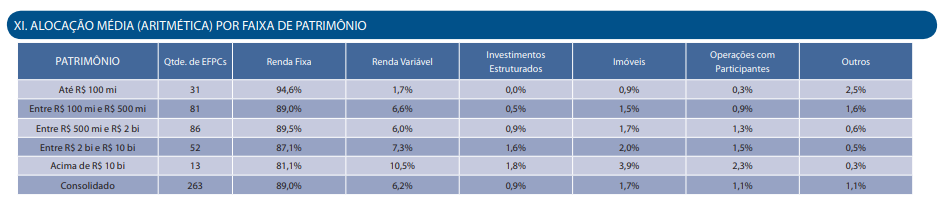 XI. ALOCAÇÃO MÉDIA (ARITMÉTICA) POR FAIXA DE PATRIMÔNIO
PATRIMÔNIO Qtde. de EFPCs Renda Fixa Renda Variável Investimentos Estruturados Imóveis Operações com Participantes Outros
Até R$ 100 mi 31 94,6% 1,7% 0,0% 0,9% 0,3% 2,5%
Entre R$ 100 mi e R$ 500 mi 81 89,0% 6,6% 0,5% 1,5% 0,9% 1,6%
Entre R$ 500 mi e R$ 2 bi 86 89,5% 6,0% 0,9% 1,7% 1,3% 0,6%
Entre R$ 2 bi e R$ 10 bi 52 87,1% 7,3% 1,6% 2,0% 1,5% 0,5%
Acima de R$ 10 bi 13 81,1% 10,5% 1,8% 3,9% 2,3% 0,3%
Consolidado 263 89,0% 6,2% 0,9% 1,7% 1,1% 1,1%